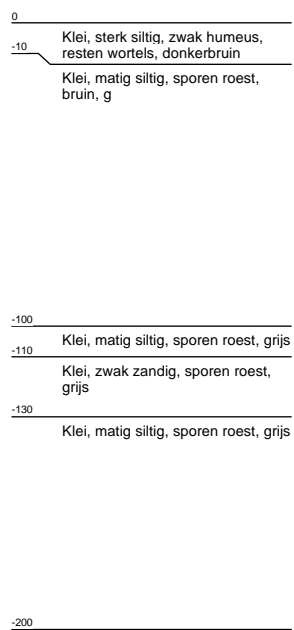 0
Klei, sterk siltig, zwak humeus,
-10
resten wortels, donkerbruin
Klei, matig siltig, sporen roest,
bruin, g
-100
Klei, matig siltig, sporen roest, grijs
-110
Klei, zwak zandig, sporen roest,
grijs
-130
Klei, matig siltig, sporen roest, grijs
-200